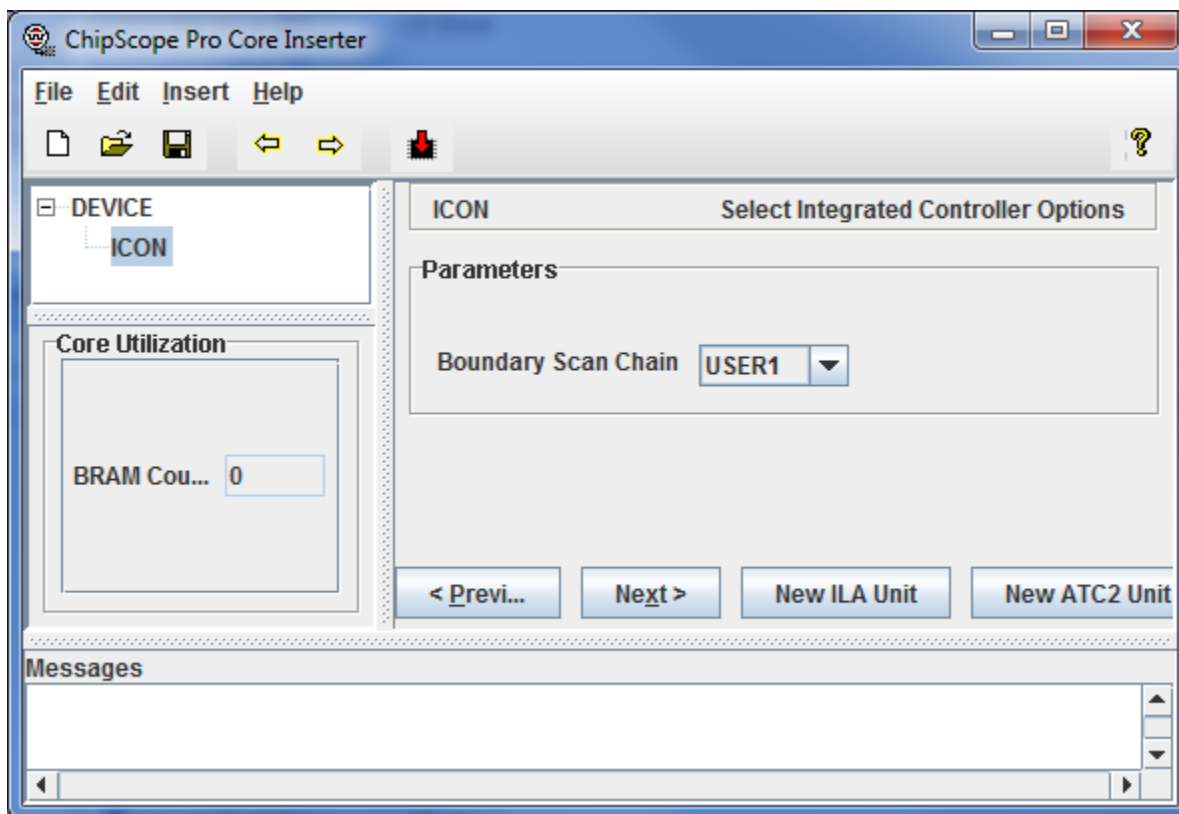 ChipScope Pro Core Inserter
File Edit Insert Help
DEVICE
ICON
ICON Select Integrated Controller Options
Parameters
Boundary Scan Chain USER1
Core Utilization
BRAM Cou... 0
< Previ... Next > New ILA Unit New ATC2 Unit
Messages